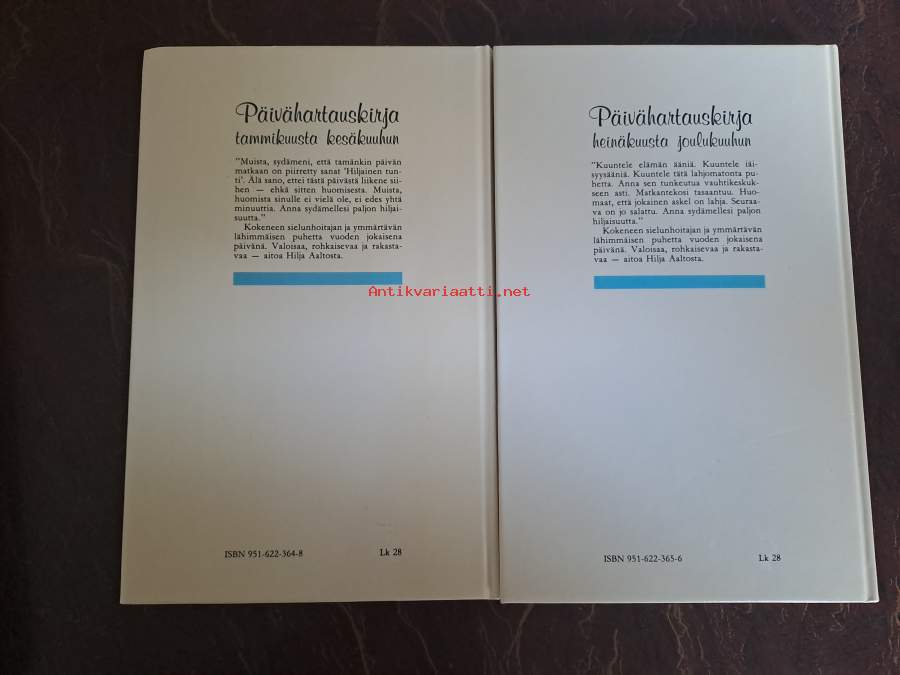 Päivähartauskirja
tammikuusta kesäkuuhun
"Muista, sydämeni, että tämänkin päivän
matkaan on piirretty sanat 'Hiljainen tun-
ti'. Älä sano, ettei tästä päivästä liikene sii-
hen — ehkä sitten huomisesta. Muista,
huomista sinulle ei vielä ole, ei edes yhtä
minuuttia. Anna sydämellesi paljon hiljai-
suutta."
Kokeneen sielunhoitajan ja ymmärtävän
lähimmäisen puhetta vuoden jokaisena
päivänä. Valoisaa, rohkaisevaa ja rakasta-
vaa — aitoa Hilja Aaltosta.
ISBN 951-622-364-8
Lk 28
Päivähartauskirja
heinäkuusta joulukuuhun
"Kuuntele elämän ääniä. Kuuntele iäi-
syysääniä. Kuuntele tätä lahjomatonta pu-
hetta. Anna sen tunkeutua vauhtikeskuk-
seen asti. Matkantekosi tasaantuu. Huo-
maat, että jokainen askel on lahja. Seuraa-
va on jo salattu. Anna sydämellesi paljon
hiljaisuutta."
Kokeneen sielunhoitajan ja ymmärtävän
lähimmäisen puhetta vuoden jokaisena
päivänä. Valoisaa, rohkaisevaa ja rakasta-
vaa — aitoa Hilja Aaltosta.
ISBN 951-622-365-6
Lk 28
Antikvariaatti.net